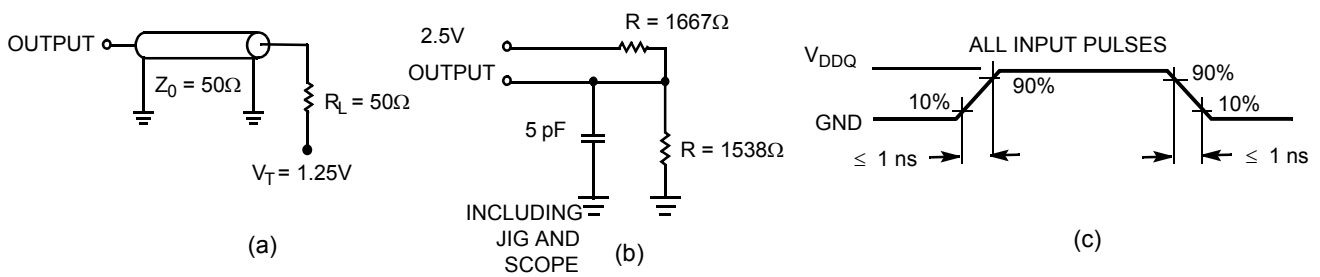 OUTPUT
Z0 = 50Ω
RL = 50Ω
VT = 1.25V
(a)
R = 1667Ω
2.5V
OUTPUT
5 pF
R = 1538Ω
INCLUDING
JIG AND
SCOPE
(b)
ALL INPUT PULSES
VDDQ
GND
10%
90%
90%
10%
≤ 1 ns
≤ 1 ns
(c)